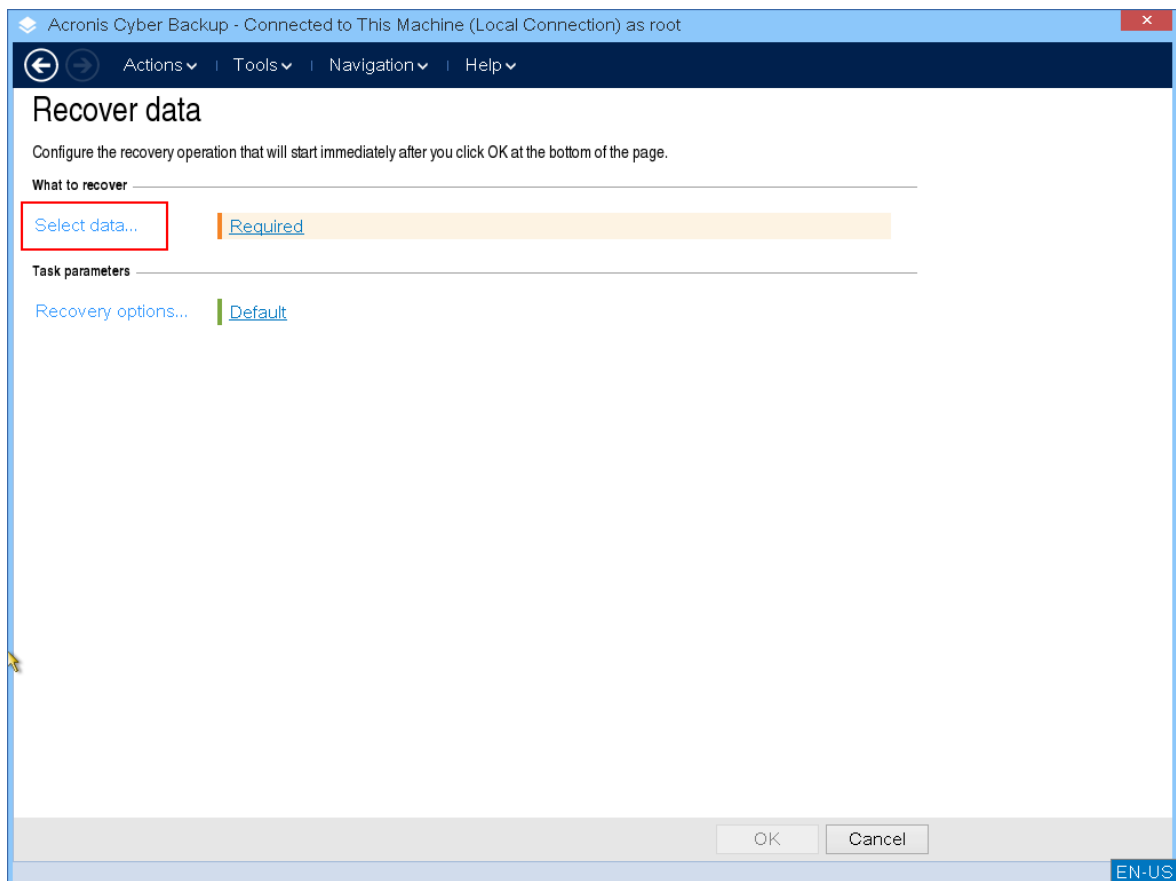 Acronis Cyber Backup - Connected to This Machine (Local Connection) as root
Actions Tools Navigation Help
Recover data
Configure the recovery operation that will start immediately after you click OK at the bottom of the page.
What to recover
Select data... Required
Task parameters
Recovery options... Default
OK Cancel
EN-US